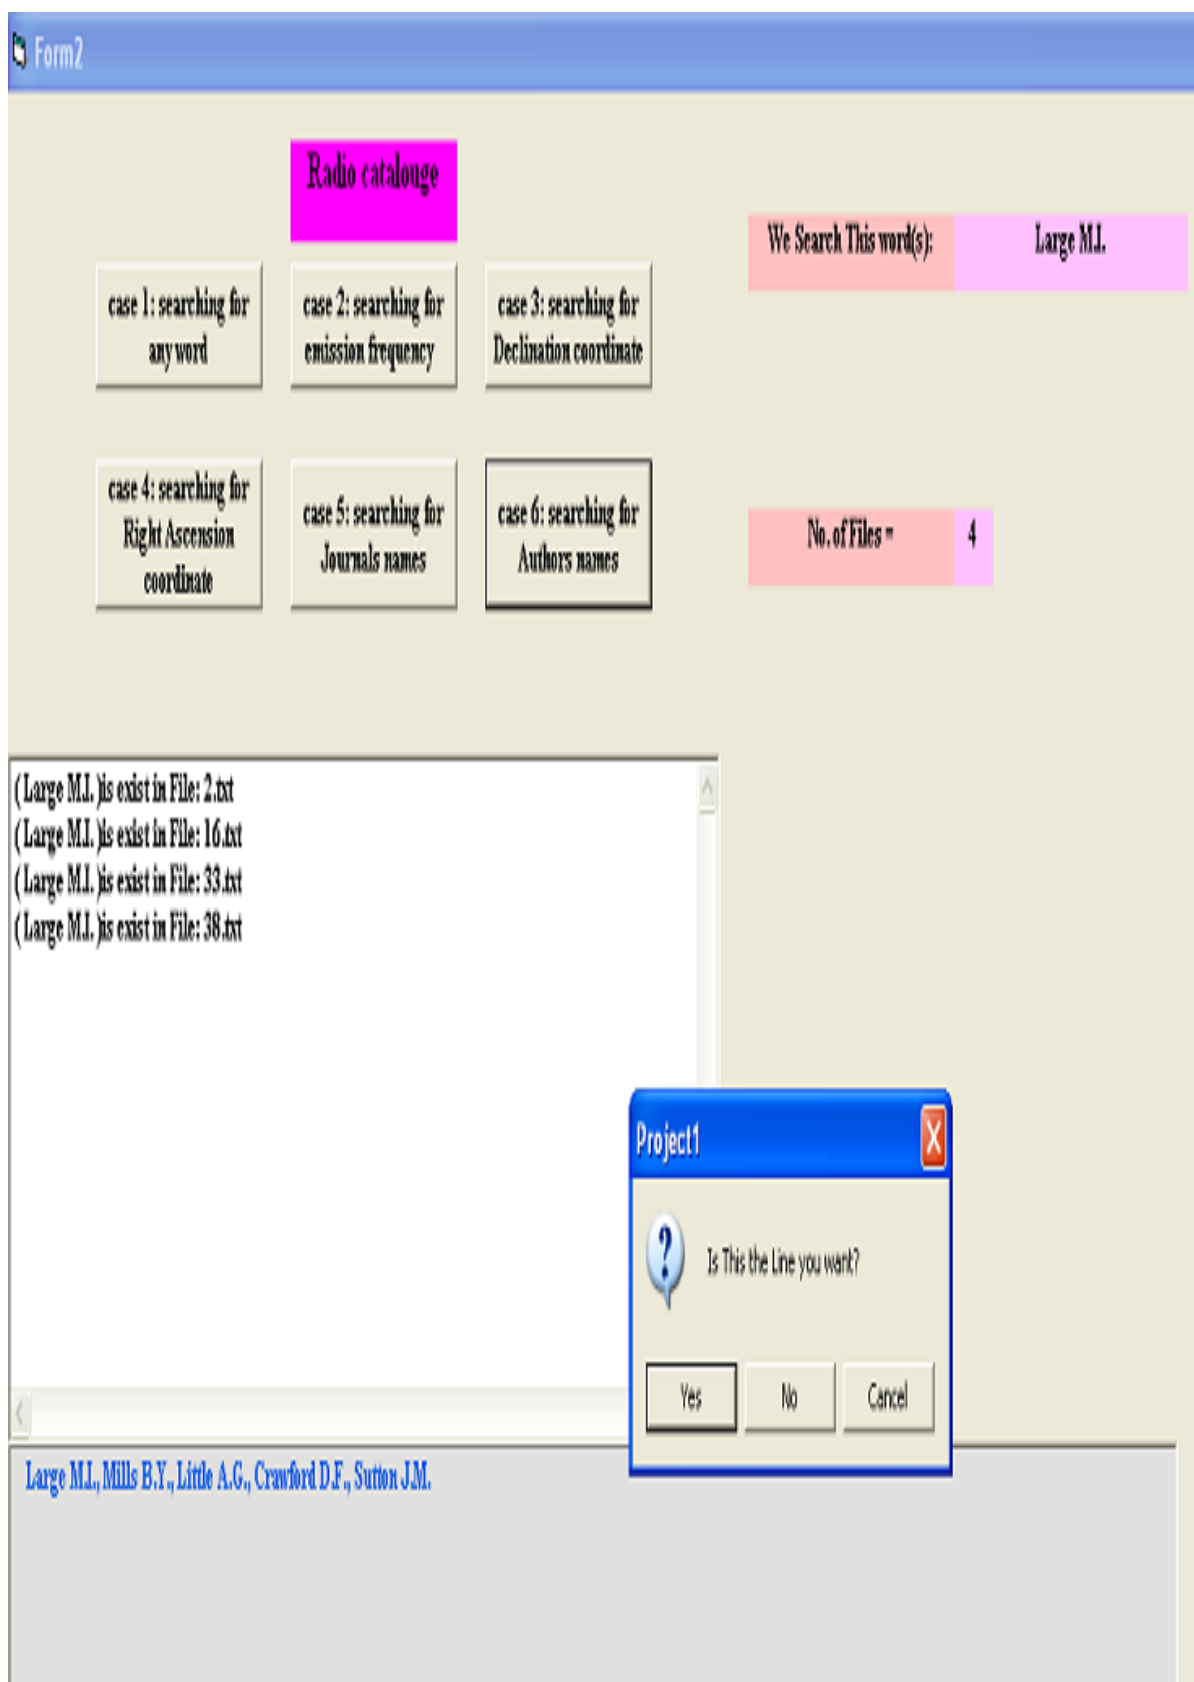 Form2
Radio catalouge
We Search This word(s):
Large M.I.
case 1: searching for
any word
case 2: searching for
emission frequency
case 3: searching for
Declination coordinate
case 4: searching for
Right Ascension
coordinate
case 5: searching for
Journals names
case 6: searching for
Authors names
No. of Files =
4
( Large M.I. )is exist in File: 2.txt
( Large M.I. )is exist in File: 16.txt
( Large M.I. )is exist in File: 33.txt
( Large M.I. )is exist in File: 38.txt
Project1
?
Is This the Line you want?
Yes
No
Cancel
Large M.I., Mills B.Y., Little A.G., Crawford D.F., Sutton J.M.